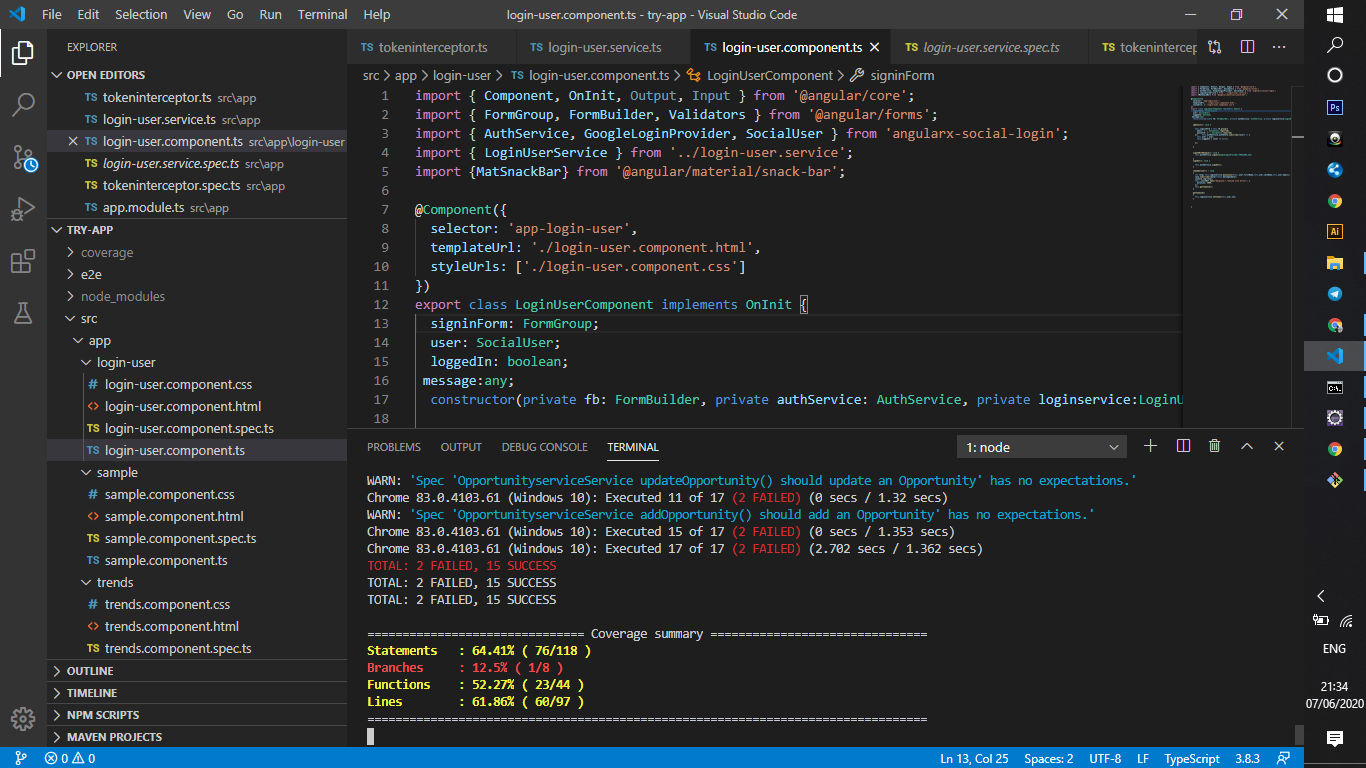 File Edit Selection View Go Run Terminal Help
login-user.component.ts - try-app - Visual Studio Code
EXPLORER
OPEN EDITORS
TS tokeninterceptor.ts src\app
TS login-user.service.ts src\app
TS login-user.component.ts src\app\login-user
TS login-user.service.spec.ts src\app
TS tokeninterceptor.spec.ts src\app
TS app.module.ts src\app
TRY-APP
coverage
e2e
node_modules
src
app
login-user
# login-user.component.css
<> login-user.component.html
TS login-user.component.spec.ts
TS login-user.component.ts
sample
# sample.component.css
<> sample.component.html
TS sample.component.spec.ts
TS sample.component.ts
trends
# trends.component.css
<> trends.component.html
TS trends.component.spec.ts
OUTLINE
TIMELINE
NPM SCRIPTS
MAVEN PROJECTS
TS tokeninterceptor.ts TS login-user.service.ts TS login-user.component.ts TS login-user.service.spec.ts TS tokenintercep
src > app > login-user > TS login-user.component.ts > LoginUserComponent > signinForm
1 import { Component, OnInit, Output, Input } from '@angular/core';
2 import { FormGroup, FormBuilder, Validators } from '@angular/forms';
3 import { AuthService, GoogleLoginProvider, SocialUser } from 'angularx-social-login';
4 import { LoginUserService } from '../login-user.service';
5 import {MatSnackBar} from '@angular/material/snack-bar';
6
7 @Component({
8 selector: 'app-login-user',
9 templateUrl: './login-user.component.html',
10 styleUrls: ['./login-user.component.css']
11 })
12 export class LoginUserComponent implements OnInit {
13 signinForm: FormGroup;
14 user: SocialUser;
15 loggedIn: boolean;
16 message:any;
17 constructor(private fb: FormBuilder, private authService: AuthService, private loginservice:LoginU
18
PROBLEMS OUTPUT DEBUG CONSOLE TERMINAL 1: node
WARN: 'Spec 'OpportunityserviceService updateOpportunity() should update an Opportunity' has no expectations.'
Chrome 83.0.4103.61 (Windows 10): Executed 11 of 17 (2 FAILED) (0 secs / 1.32 secs)
WARN: 'Spec 'OpportunityserviceService addOpportunity() should add an Opportunity' has no expectations.'
Chrome 83.0.4103.61 (Windows 10): Executed 15 of 17 (2 FAILED) (0 secs / 1.353 secs)
Chrome 83.0.4103.61 (Windows 10): Executed 17 of 17 (2 FAILED) (2.702 secs / 1.362 secs)
TOTAL: 2 FAILED, 15 SUCCESS
TOTAL: 2 FAILED, 15 SUCCESS
TOTAL: 2 FAILED, 15 SUCCESS
=============================== Coverage summary ===============================
Statements : 64.41% ( 76/118 )
Branches : 12.5% ( 1/8 )
Functions : 52.27% ( 23/44 )
Lines : 61.86% ( 60/97 )
================================================================================
0 0 Ln 13, Col 25 Spaces: 2 UTF-8 LF TypeScript 3.8.3
Ps
Ai
ENG
21:34
07/06/2020